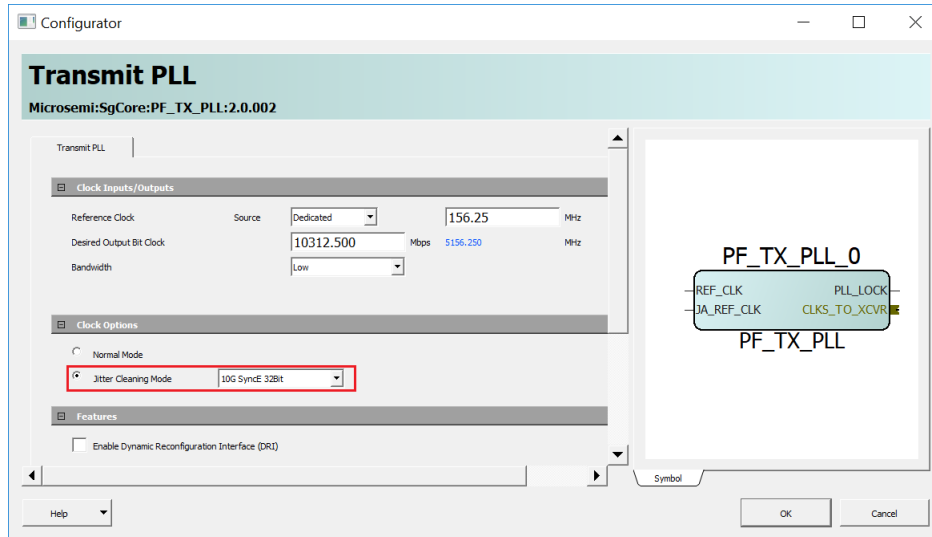 Configurator
Transmit PLL
Microsemi:SgCore:PF_TX_PLL:2.0.002
Transmit PLL
Clock Inputs/Outputs
Reference Clock Source Dedicated 156.25 MHz
Desired Output Bit Clock 10312.500 Mbps 5156.250 MHz
Bandwidth Low
Clock Options
Normal Mode
Jitter Cleaning Mode 10G SyncE 32Bit
Features
Enable Dynamic Reconfiguration Interface (DRI)
PF_TX_PLL_0
REF_CLK PLL_LOCK
JA_REF_CLK CLKS_TO_XCVR
PF_TX_PLL
Symbol
Help OK Cancel